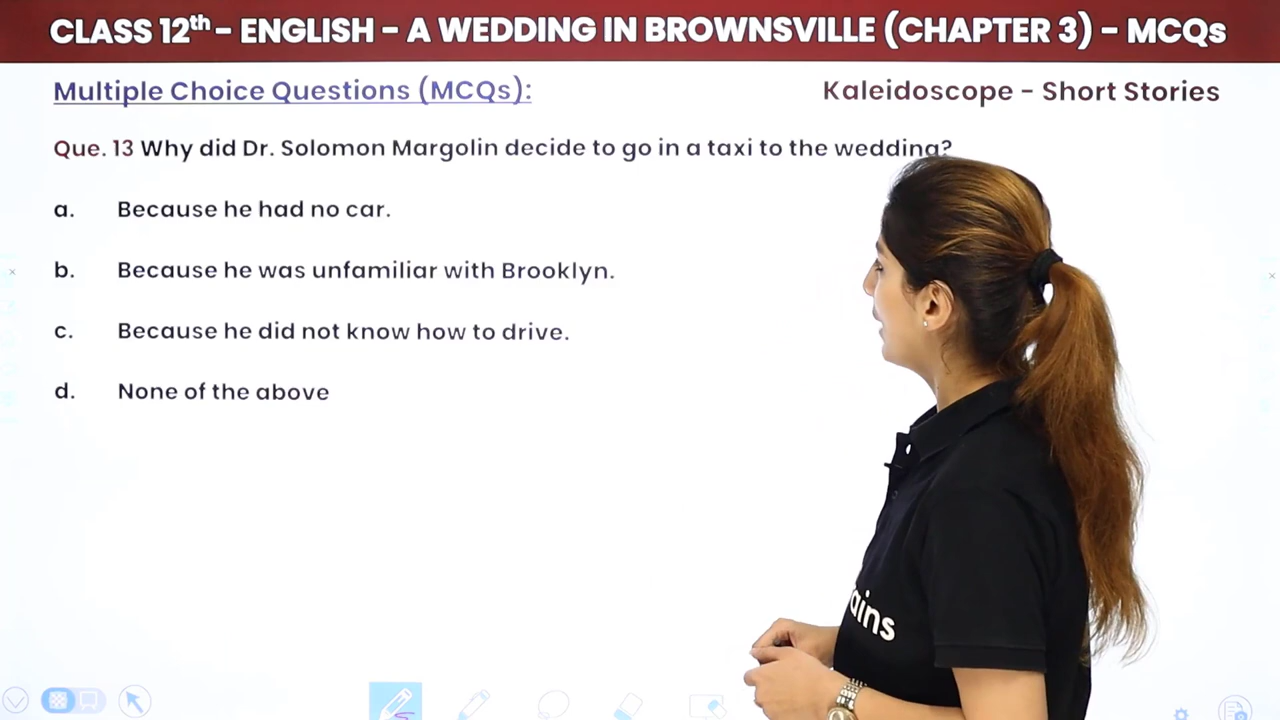 CLASS 12th – ENGLISH – A WEDDING IN BROWNSVILLE (CHAPTER 3) – MCQs
Multiple Choice Questions (MCQs): Kaleidoscope - Short Stories
Que. 13 Why did Dr. Solomon Margolin decide to go in a taxi to the wedding?
a. Because he had no car.
b. Because he was unfamiliar with Brooklyn.
c. Because he did not know how to drive.
d. None of the above
ains